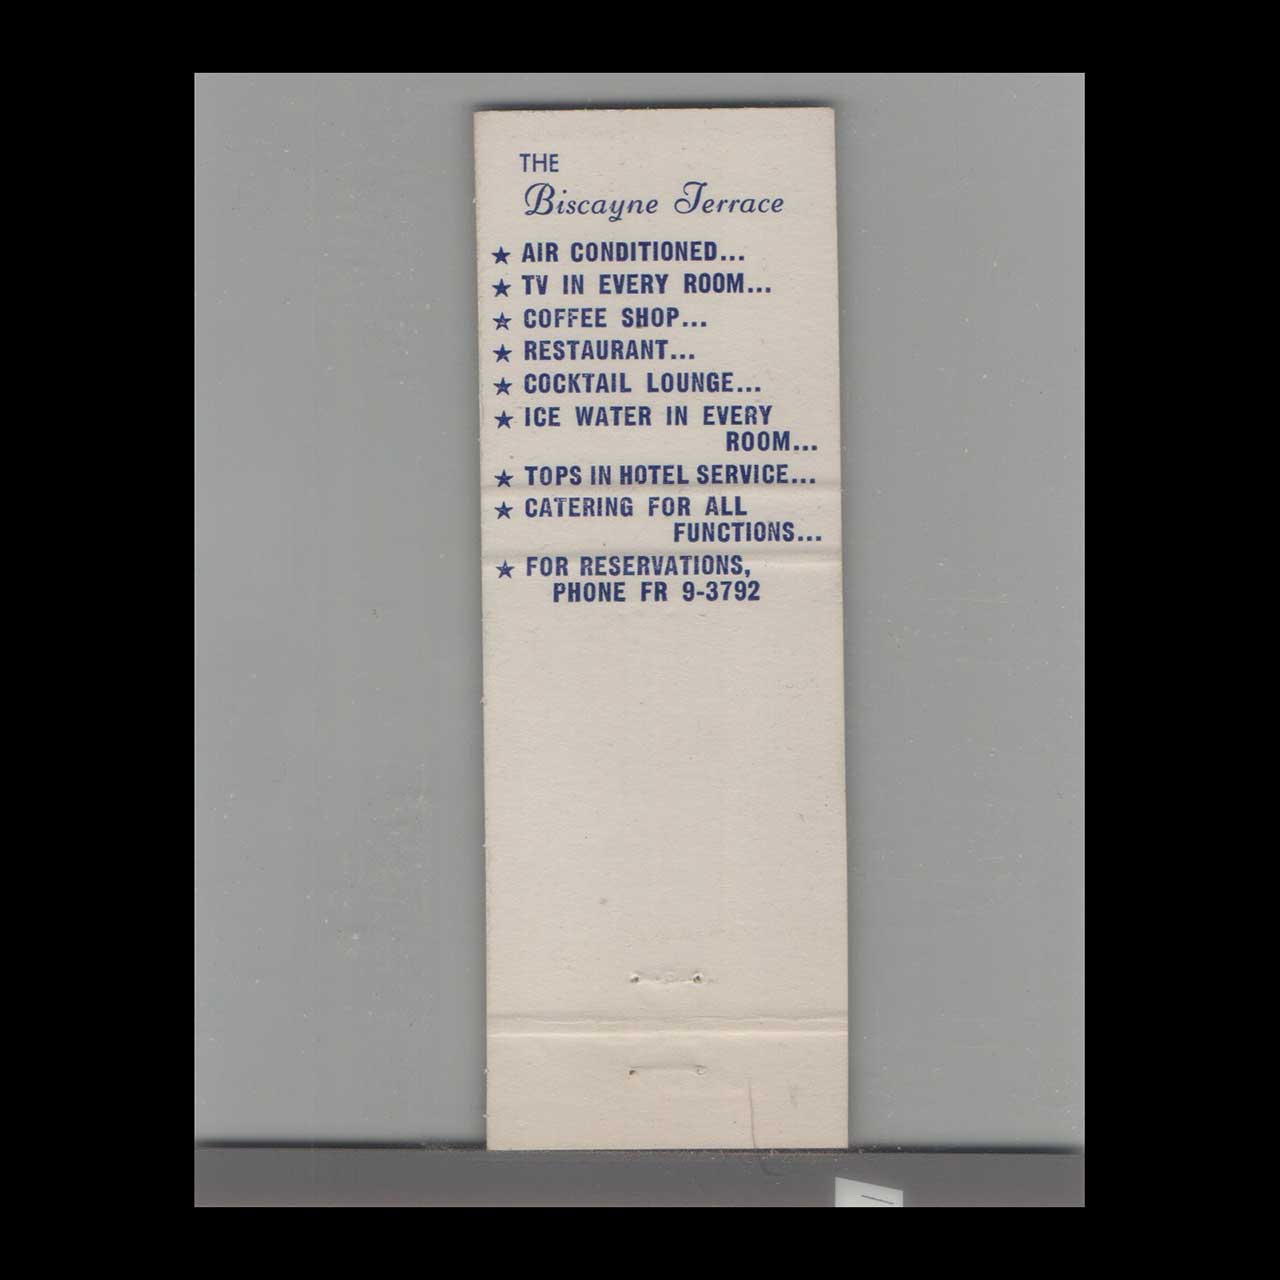 THE
Biscayne Terrace
★ AIR CONDITIONED...
★ TV IN EVERY ROOM...
★ COFFEE SHOP...
★ RESTAURANT...
★ COCKTAIL LOUNGE...
★ ICE WATER IN EVERY
ROOM...
★ TOPS IN HOTEL SERVICE...
★ CATERING FOR ALL
FUNCTIONS...
★ FOR RESERVATIONS,
PHONE FR 9-3792